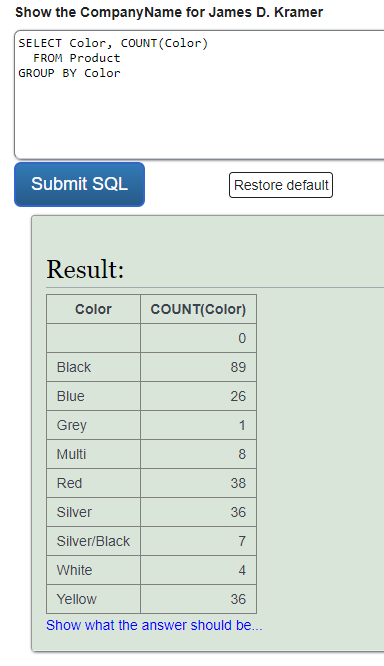 Show the CompanyName for James D. Kramer
SELECT Color, COUNT(Color)
FROM Product
GROUP BY Color
Submit SQL
Restore default
Result:
Color COUNT(Color)
0
Black 89
Blue 26
Grey 1
Multi 8
Red 38
Silver 36
Silver/Black 7
White 4
Yellow 36
Show what the answer should be...